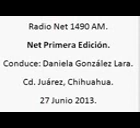 Radio Net 1490 AM.
Net Primera Edición.
Conduce: Daniela González Lara.
Cd. Juárez, Chihuahua.
27 Junio 2013.